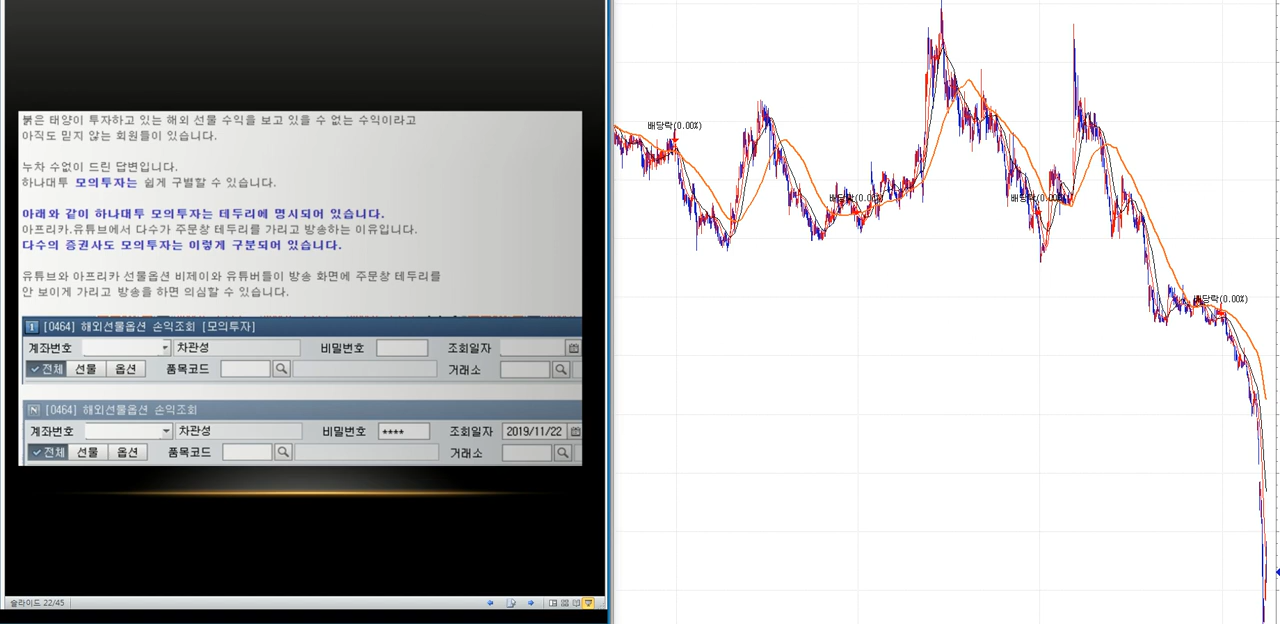 붉은 태양이 투자하고 있는 해외 선물 수익을 보고 있을 수 없는 수익이라고
아직도 믿지 않는 회원들이 있습니다.
누차 수없이 드린 답변입니다.
하나대투 모의투자는 쉽게 구별할 수 있습니다.
아래와 같이 하나대투 모의투자는 테두리에 명시되어 있습니다.
아프리카.유튜브에서 다수가 주문창 테두리를 가리고 방송하는 이유입니다.
다수의 증권사도 모의투자는 이렇게 구분되어 있습니다.
유튜브와 아프리카 선물옵션 비제이와 유튜버들이 방송 화면에 주문창 테두리를
안 보이게 가리고 방송을 하면 의심할 수 있습니다.
[0464] 해외선물옵션 손익조회 [모의투자]
계좌번호 차관성 비밀번호 조회일자
전체 선물 옵션 품목코드 거래소
[0464] 해외선물옵션 손익조회
계좌번호 차관성 비밀번호 **** 조회일자 2019/11/22
전체 선물 옵션 품목코드 거래소
슬라이드 22/45
배당락(0.00%)
배당락(0.00%)
배당락(0.00%)
배당락(0.00%)